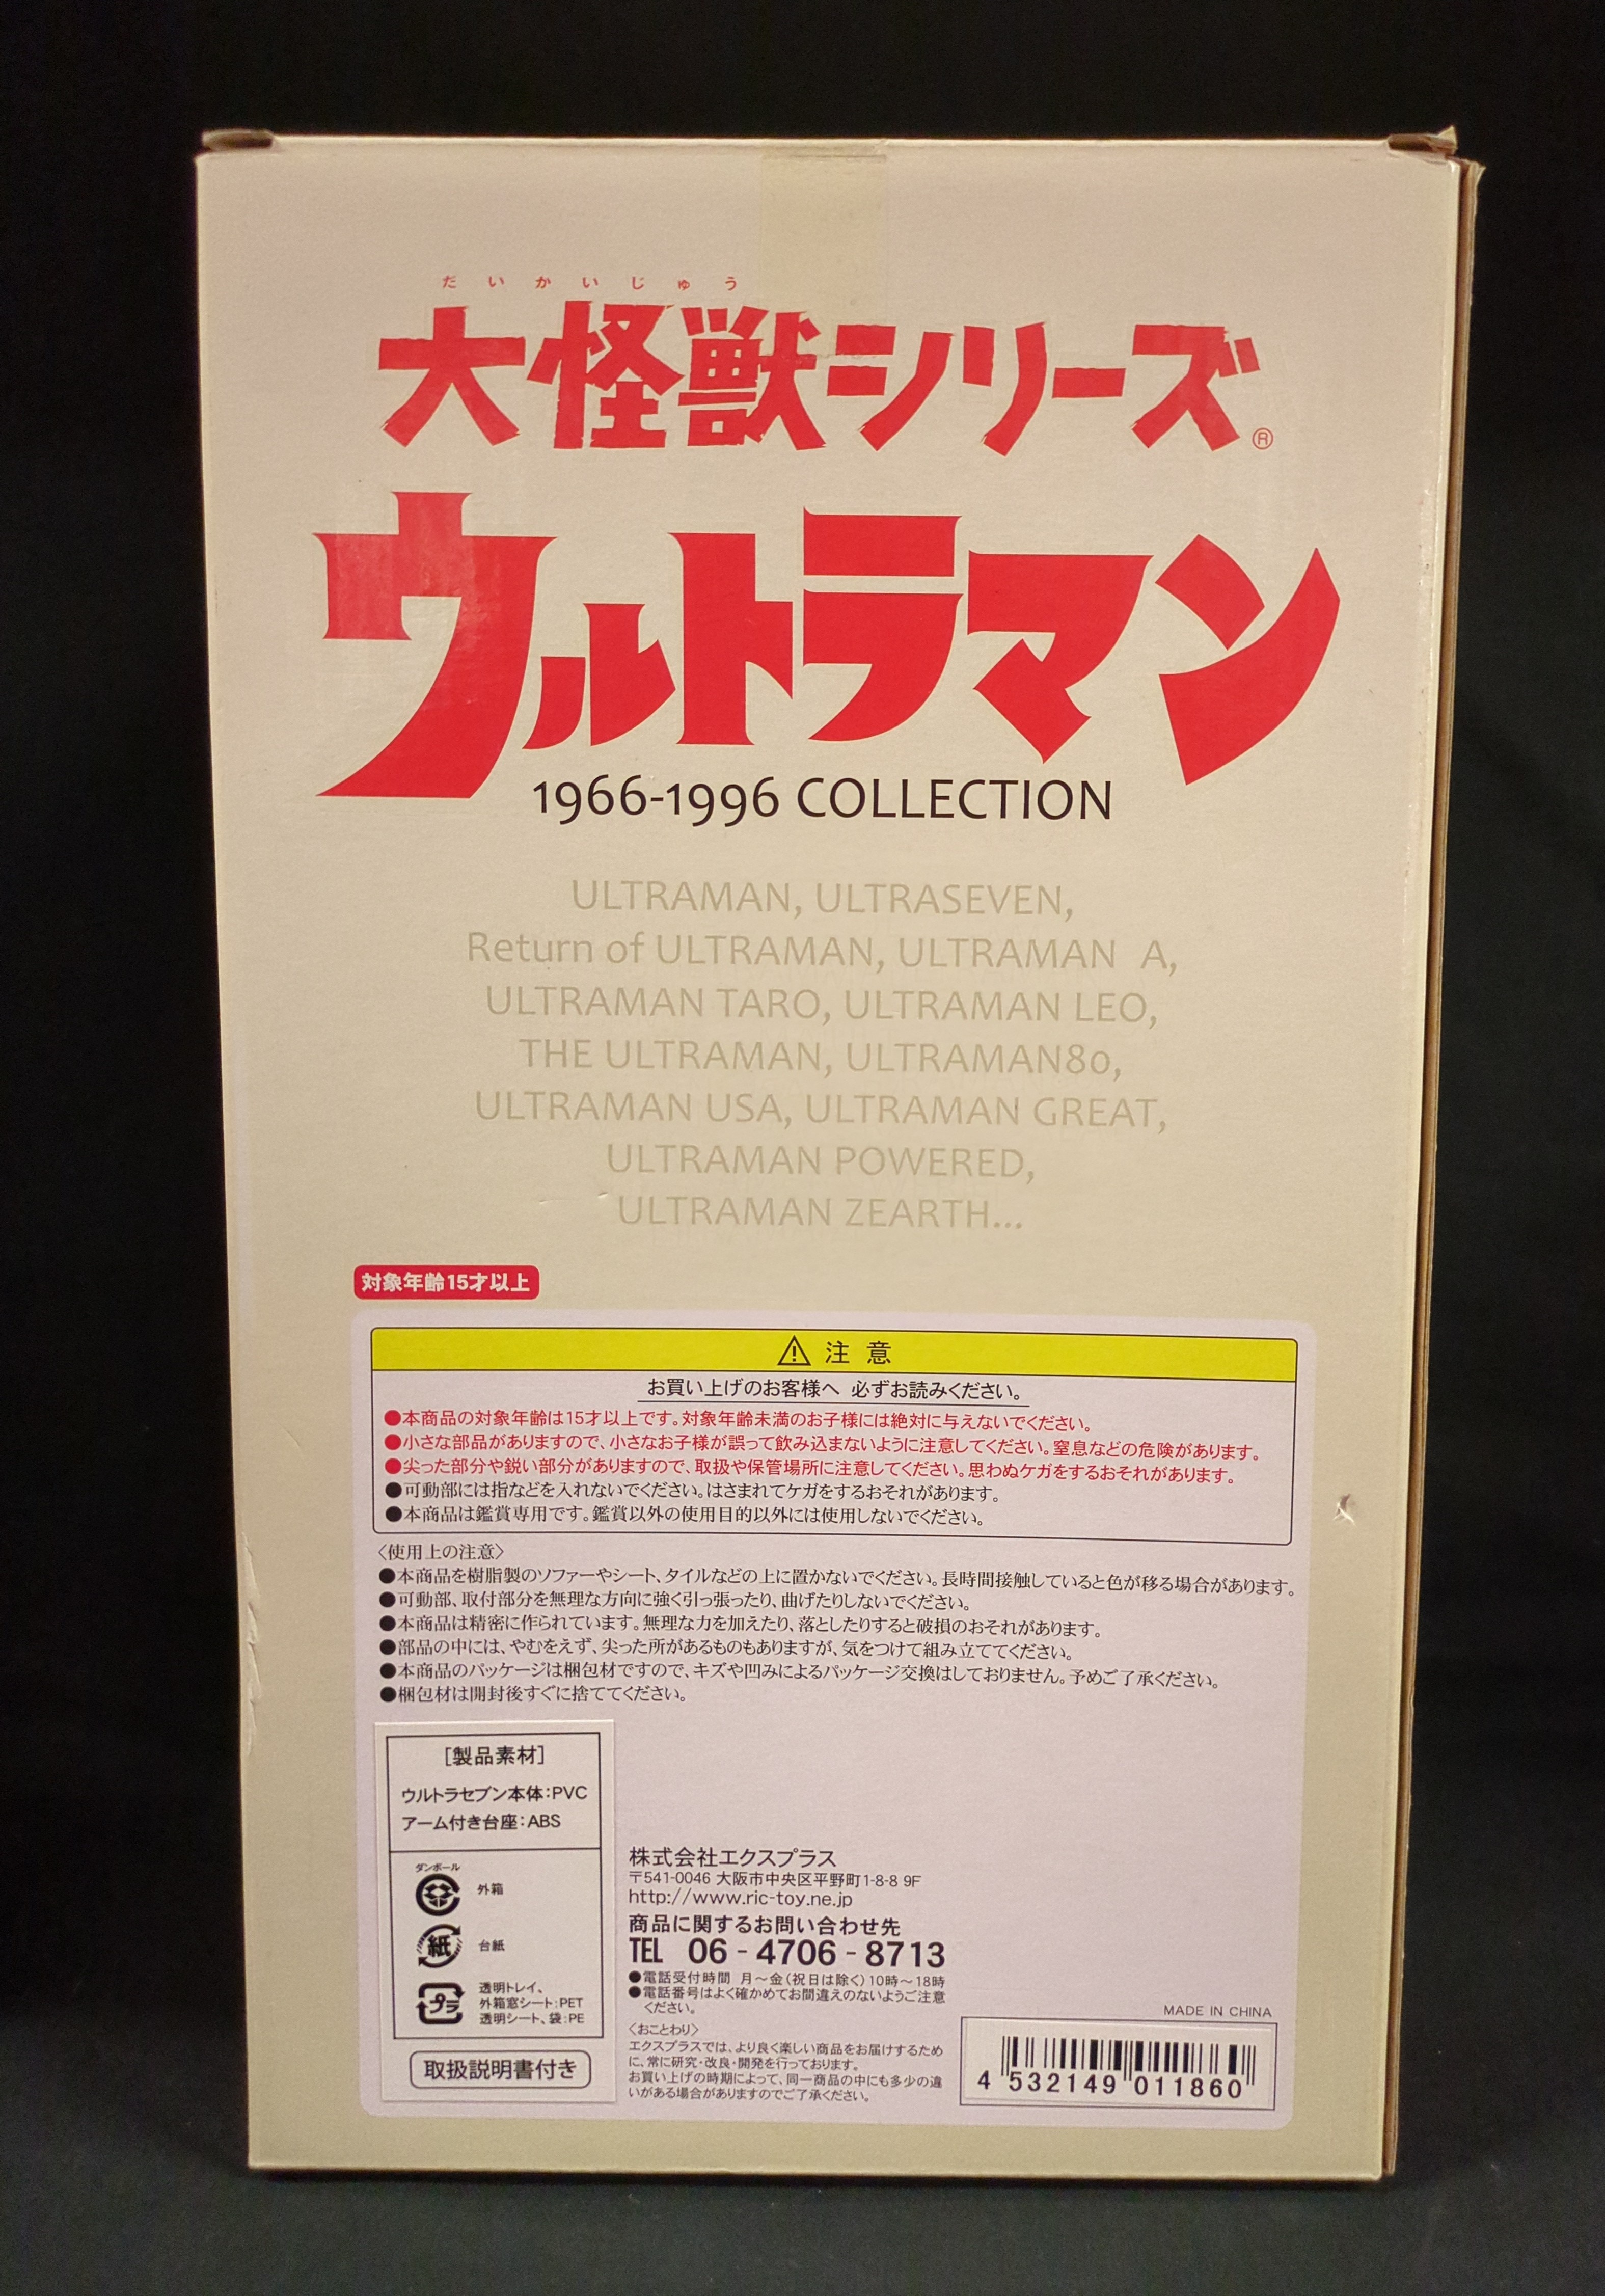 だいかいじゅう
大怪獣シリーズ®
ウルトラマン
1966-1996 COLLECTION
ULTRAMAN, ULTRASEVEN,
Return of ULTRAMAN, ULTRAMAN A,
ULTRAMAN TARO, ULTRAMAN LEO,
THE ULTRAMAN, ULTRAMAN80,
ULTRAMAN USA, ULTRAMAN GREAT,
ULTRAMAN POWERED,
ULTRAMAN ZEARTH...
対象年齢15才以上
⚠ 注意
お買い上げのお客様へ 必ずお読みください。
●本商品の対象年齢は15才以上です。対象年齢未満のお子様には絶対に与えないでください。
●小さな部品がありますので、小さなお子様が誤って飲み込まないように注意してください。窒息などの危険があります。
●尖った部分や鋭い部分がありますので、取扱や保管場所に注意してください。思わぬケガをするおそれがあります。
●可動部には指などを入れないでください。はさまれてケガをするおそれがあります。
●本商品は鑑賞専用です。鑑賞以外の使用目的以外には使用しないでください。
〈使用上の注意〉
●本商品を樹脂製のソファーやシート、タイルなどの上に置かないでください。長時間接触していると色が移る場合があります。
●可動部、取付部分を無理な方向に強く引っ張ったり、曲げたりしないでください。
●本商品は精密に作られています。無理な力を加えたり、落としたりすると破損のおそれがあります。
●部品の中には、やむをえず、尖った所があるものもありますが、気をつけて組み立ててください。
●本商品のパッケージは梱包材ですので、キズや凹みによるパッケージ交換はしておりません。予めご了承ください。
●梱包材は開封後すぐに捨ててください。
［製品素材］
ウルトラセブン本体：PVC
アーム付き台座：ABS
ダンボール
外箱
紙
台紙
プラ
透明トレイ、
外箱窓シート：PET
透明シート、袋：PE
取扱説明書付き
株式会社エクスプラス
〒541-0046 大阪市中央区平野町1-8-8 9F
http://www.ric-toy.ne.jp
商品に関するお問い合わせ先
TEL 06-4706-8713
●電話受付時間 月～金（祝日は除く）10時～18時
●電話番号はよく確かめてお間違えのないようご注意
ください。
〈おことわり〉
エクスプラスでは、より良く楽しい商品をお届けするため
に、常に研究・改良・開発を行っております。
お買い上げの時期によって、同一商品の中にも多少の違
いがある場合がありますのでご了承ください。
MADE IN CHINA
4 532149 011860